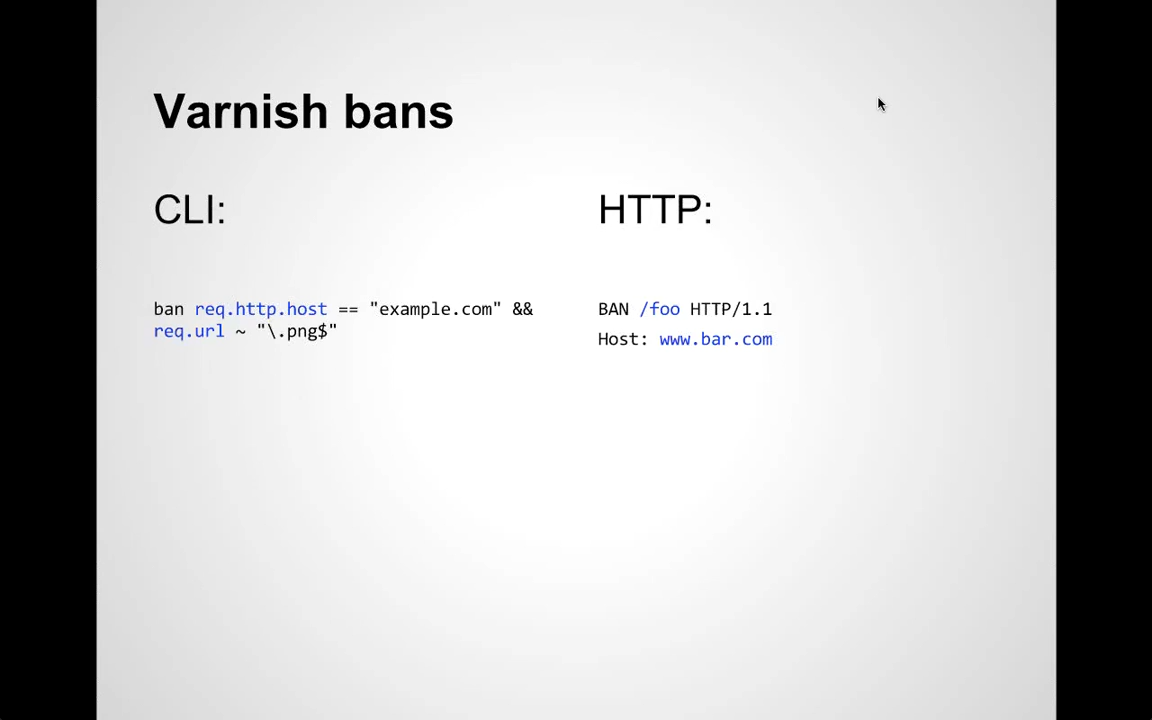 Varnish bans
CLI:
ban req.http.host == "example.com" &&
req.url ~ "\.png$"
HTTP:
BAN /foo HTTP/1.1
Host: www.bar.com